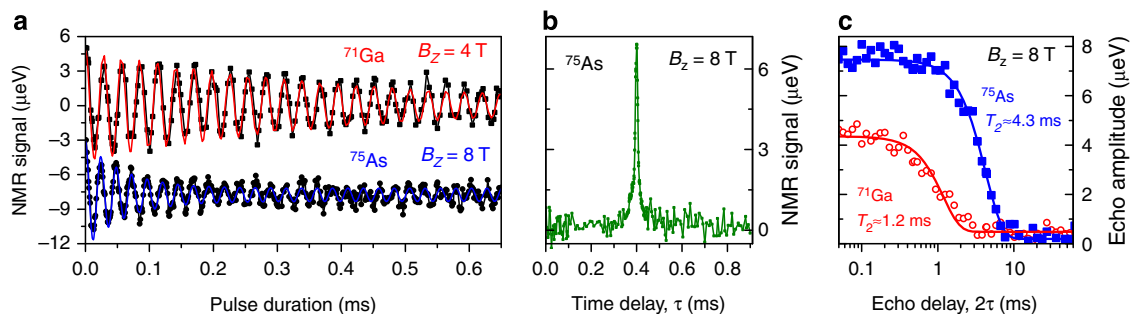 a
NMR signal (μeV)
6
3
0
−3
−6
−9
−12
⁷¹Ga
B_Z = 4 T
⁷⁵As
B_Z = 8 T
0.0 0.1 0.2 0.3 0.4 0.5 0.6
Pulse duration (ms)
b
⁷⁵As
B_z = 8 T
6
3
0
NMR signal (μeV)
0.0 0.2 0.4 0.6 0.8
Time delay, τ (ms)
c
B_z = 8 T
⁷⁵As
T₂≈4.3 ms
⁷¹Ga
T₂≈1.2 ms
8
6
4
2
0
Echo amplitude (μeV)
0.1 1 10
Echo delay, 2τ (ms)